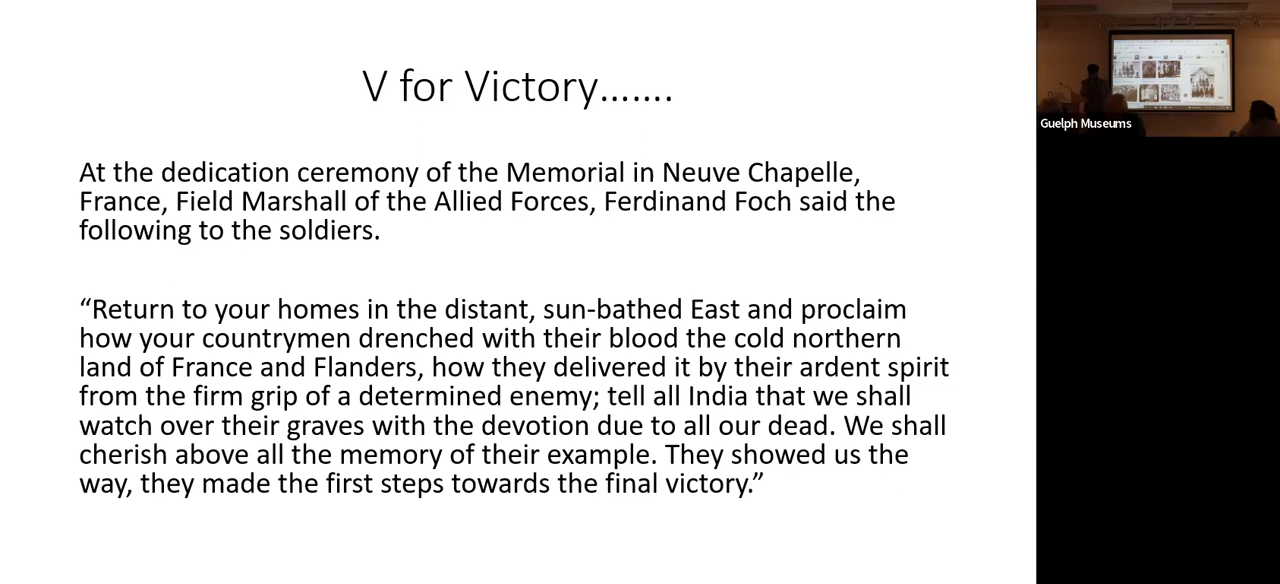 V for Victory.......
At the dedication ceremony of the Memorial in Neuve Chapelle,
France, Field Marshall of the Allied Forces, Ferdinand Foch said the
following to the soldiers.
“Return to your homes in the distant, sun-bathed East and proclaim
how your countrymen drenched with their blood the cold northern
land of France and Flanders, how they delivered it by their ardent spirit
from the firm grip of a determined enemy; tell all India that we shall
watch over their graves with the devotion due to all our dead. We shall
cherish above all the memory of their example. They showed us the
way, they made the first steps towards the final victory.”
Guelph Museums